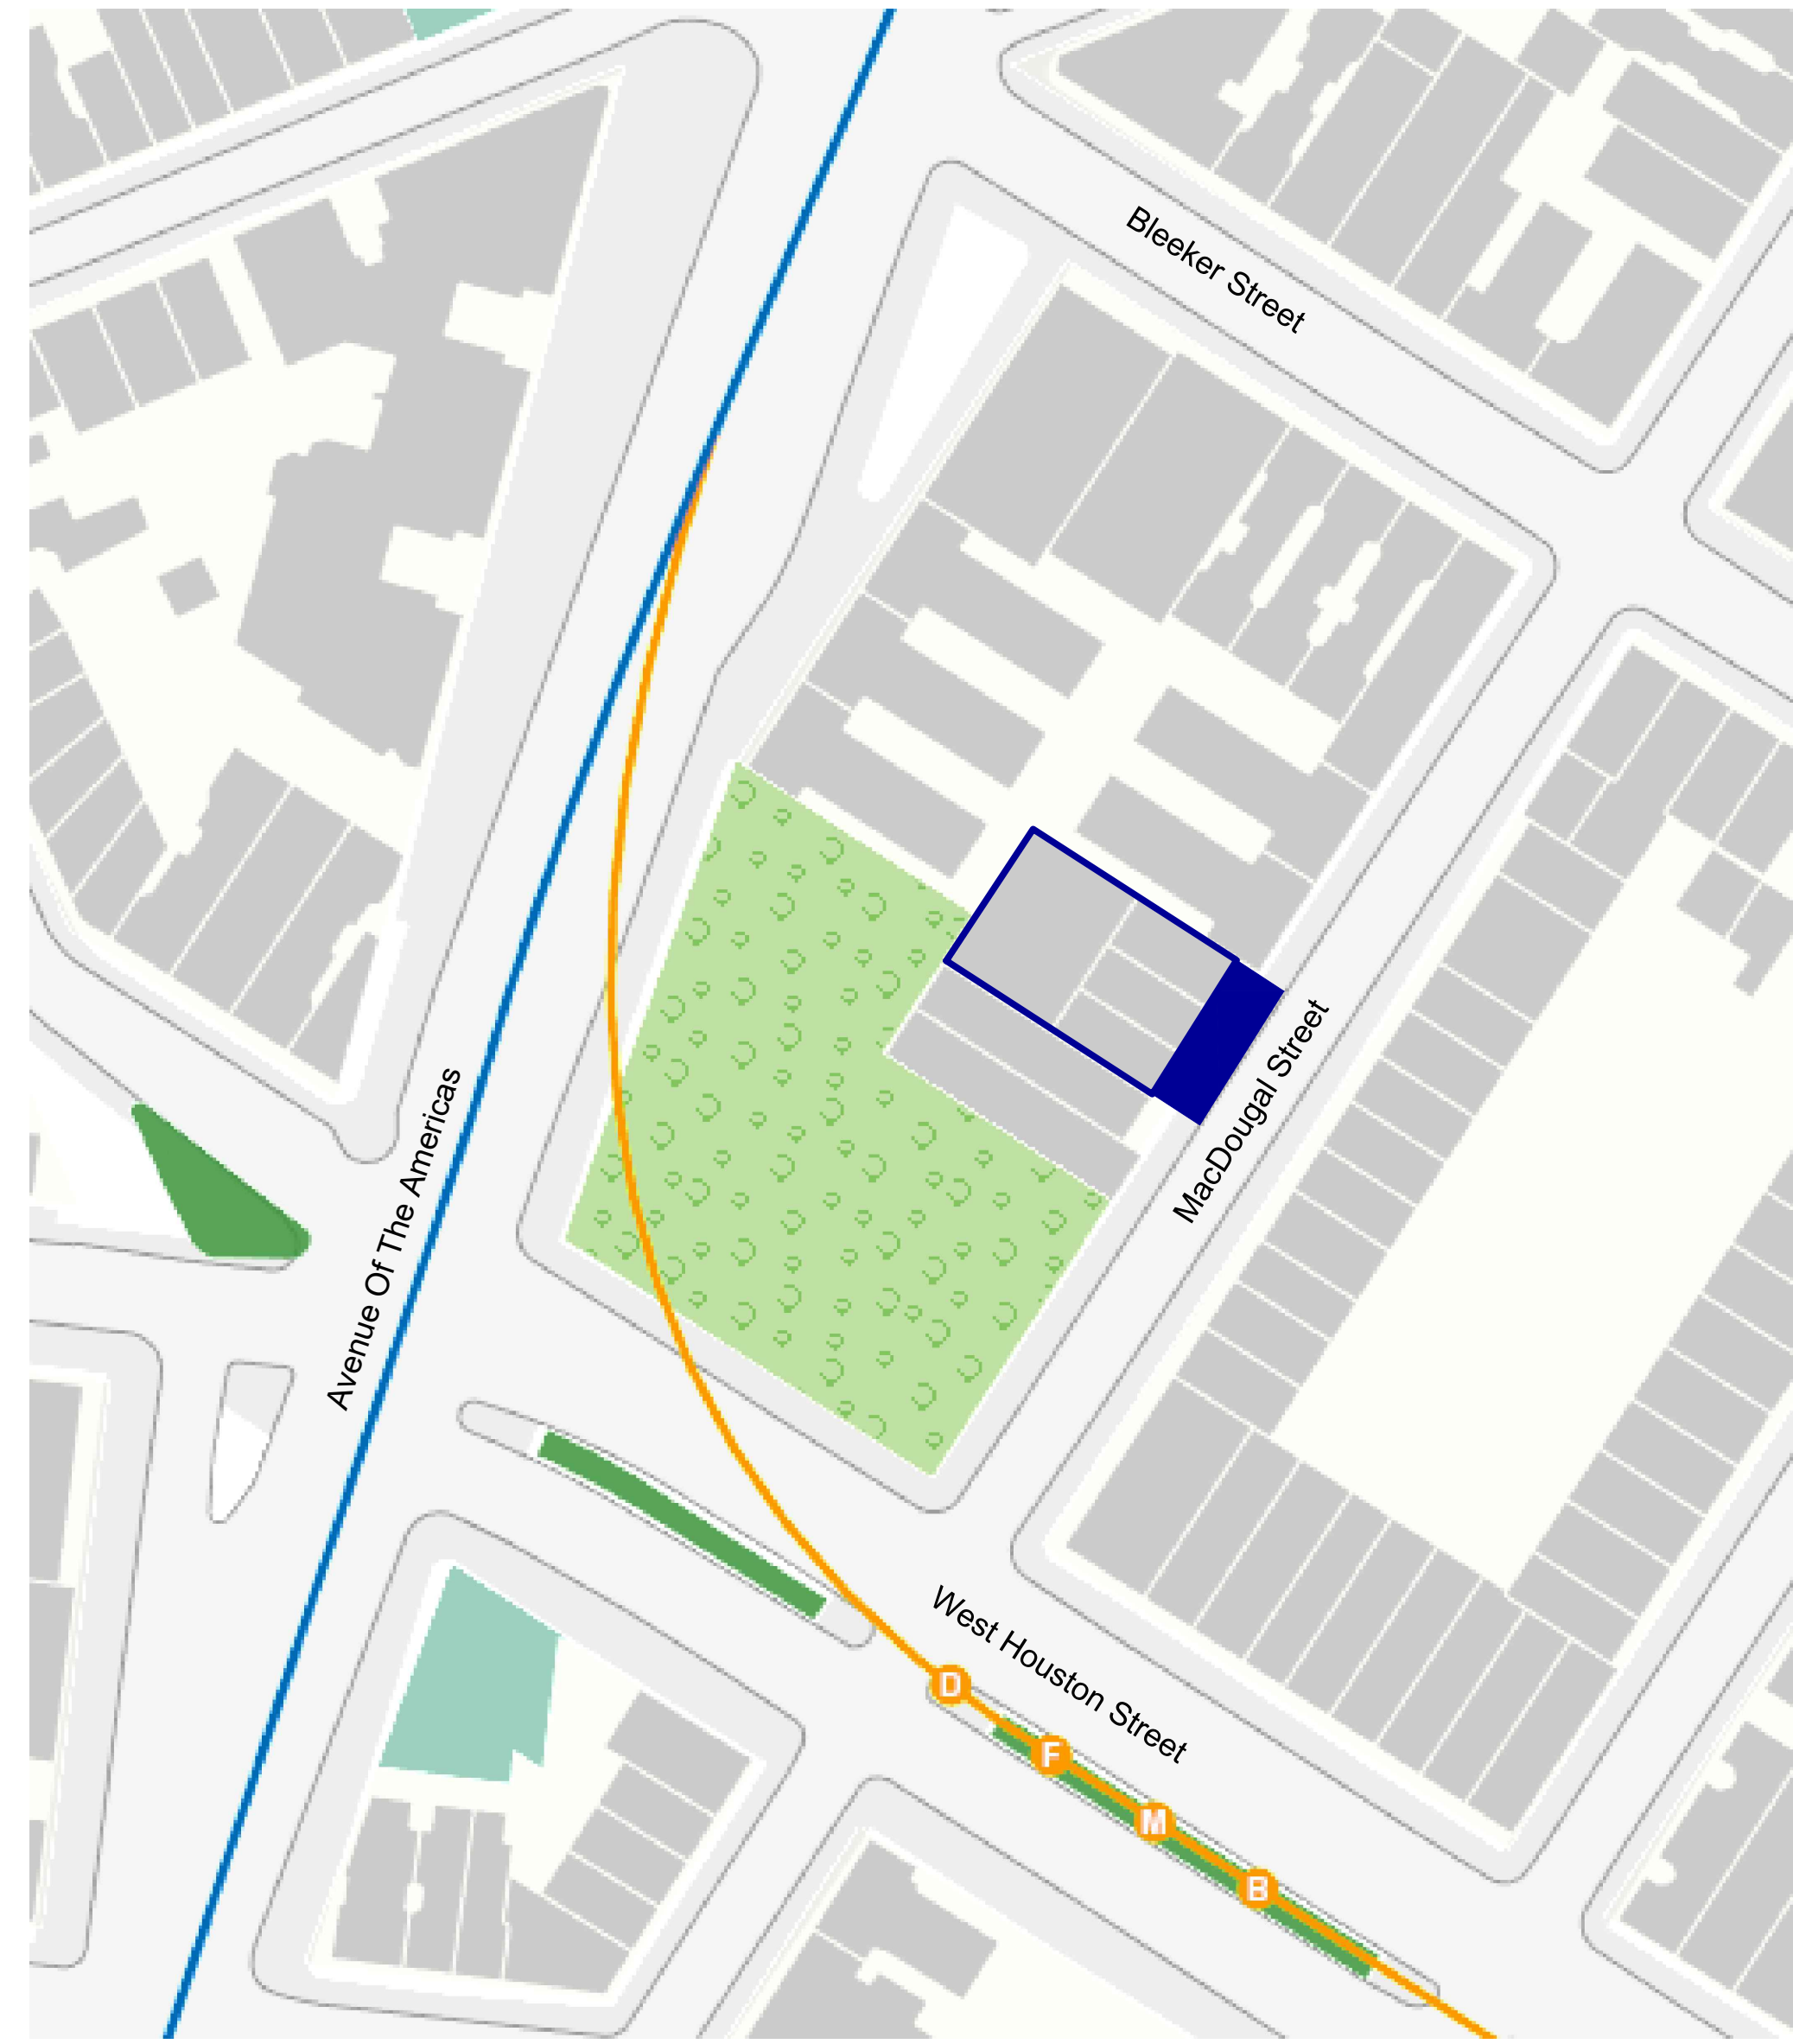 Bleeker Street
MacDougal Street
Avenue Of The Americas
West Houston Street
D
F
M
B